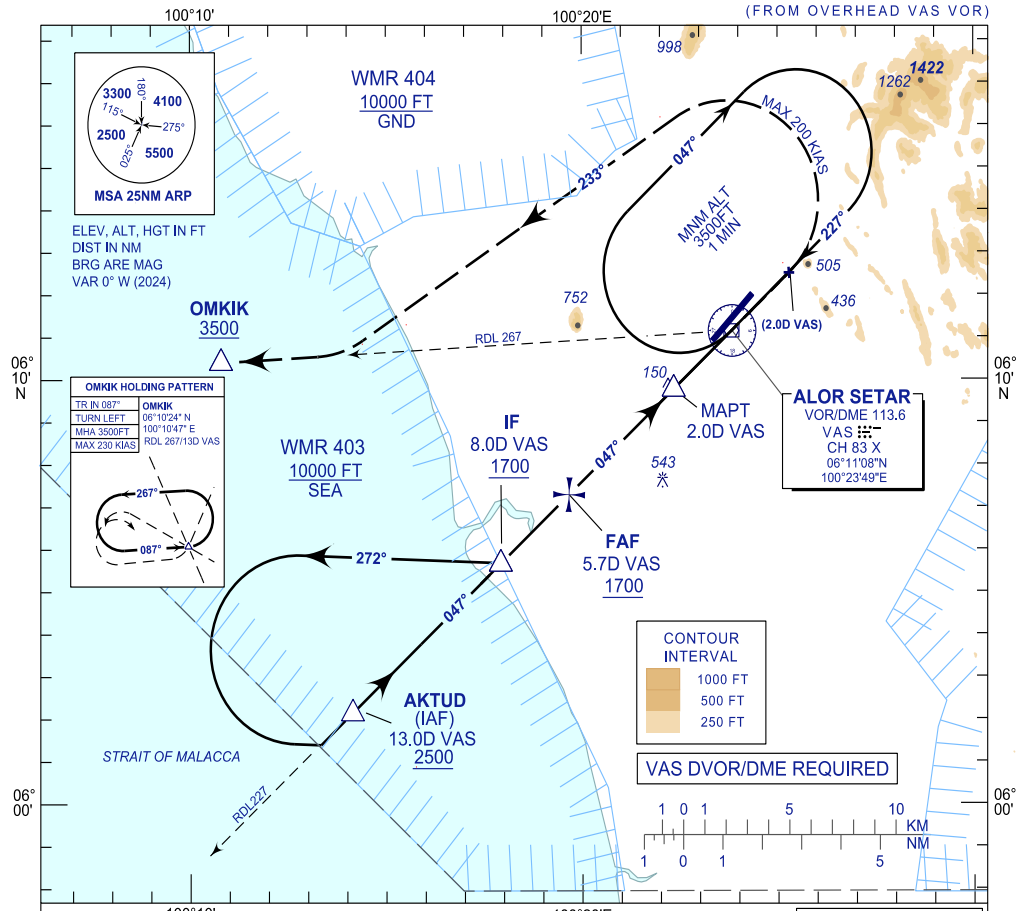 (FROM OVERHEAD VAS VOR)
100°10'
100°20'E
3300
180°
4100
115°
275°
2500
025°
5500
MSA 25NM ARP
ELEV, ALT, HGT IN FT
DIST IN NM
BRG ARE MAG
VAR 0° W (2024)
WMR 404
10000 FT
GND
998
1262
1422
MAX 200 KIAS
047°
233°
MNM ALT
3500FT
1 MIN
227°
505
436
752
(2.0D VAS)
OMKIK
3500
RDL 267
06°
10'
N
06°
10'
N
150
MAPT
2.0D VAS
ALOR SETAR
VOR/DME 113.6
VAS
CH 83 X
06°11'08"N
100°23'49"E
OMKIK HOLDING PATTERN
TR IN 087°
TURN LEFT
MHA 3500FT
MAX 230 KIAS
OMKIK
06°10'24" N
100°10'47" E
RDL 267/13D VAS
267°
087°
WMR 403
10000 FT
SEA
IF
8.0D VAS
1700
047°
543
FAF
5.7D VAS
1700
272°
047°
AKTUD
(IAF)
13.0D VAS
2500
STRAIT OF MALACCA
RDL227
CONTOUR
INTERVAL
1000 FT
500 FT
250 FT
VAS DVOR/DME REQUIRED
06°
00'
06°
00'
1 0 1 5 10
KM
NM
1 0 1 5